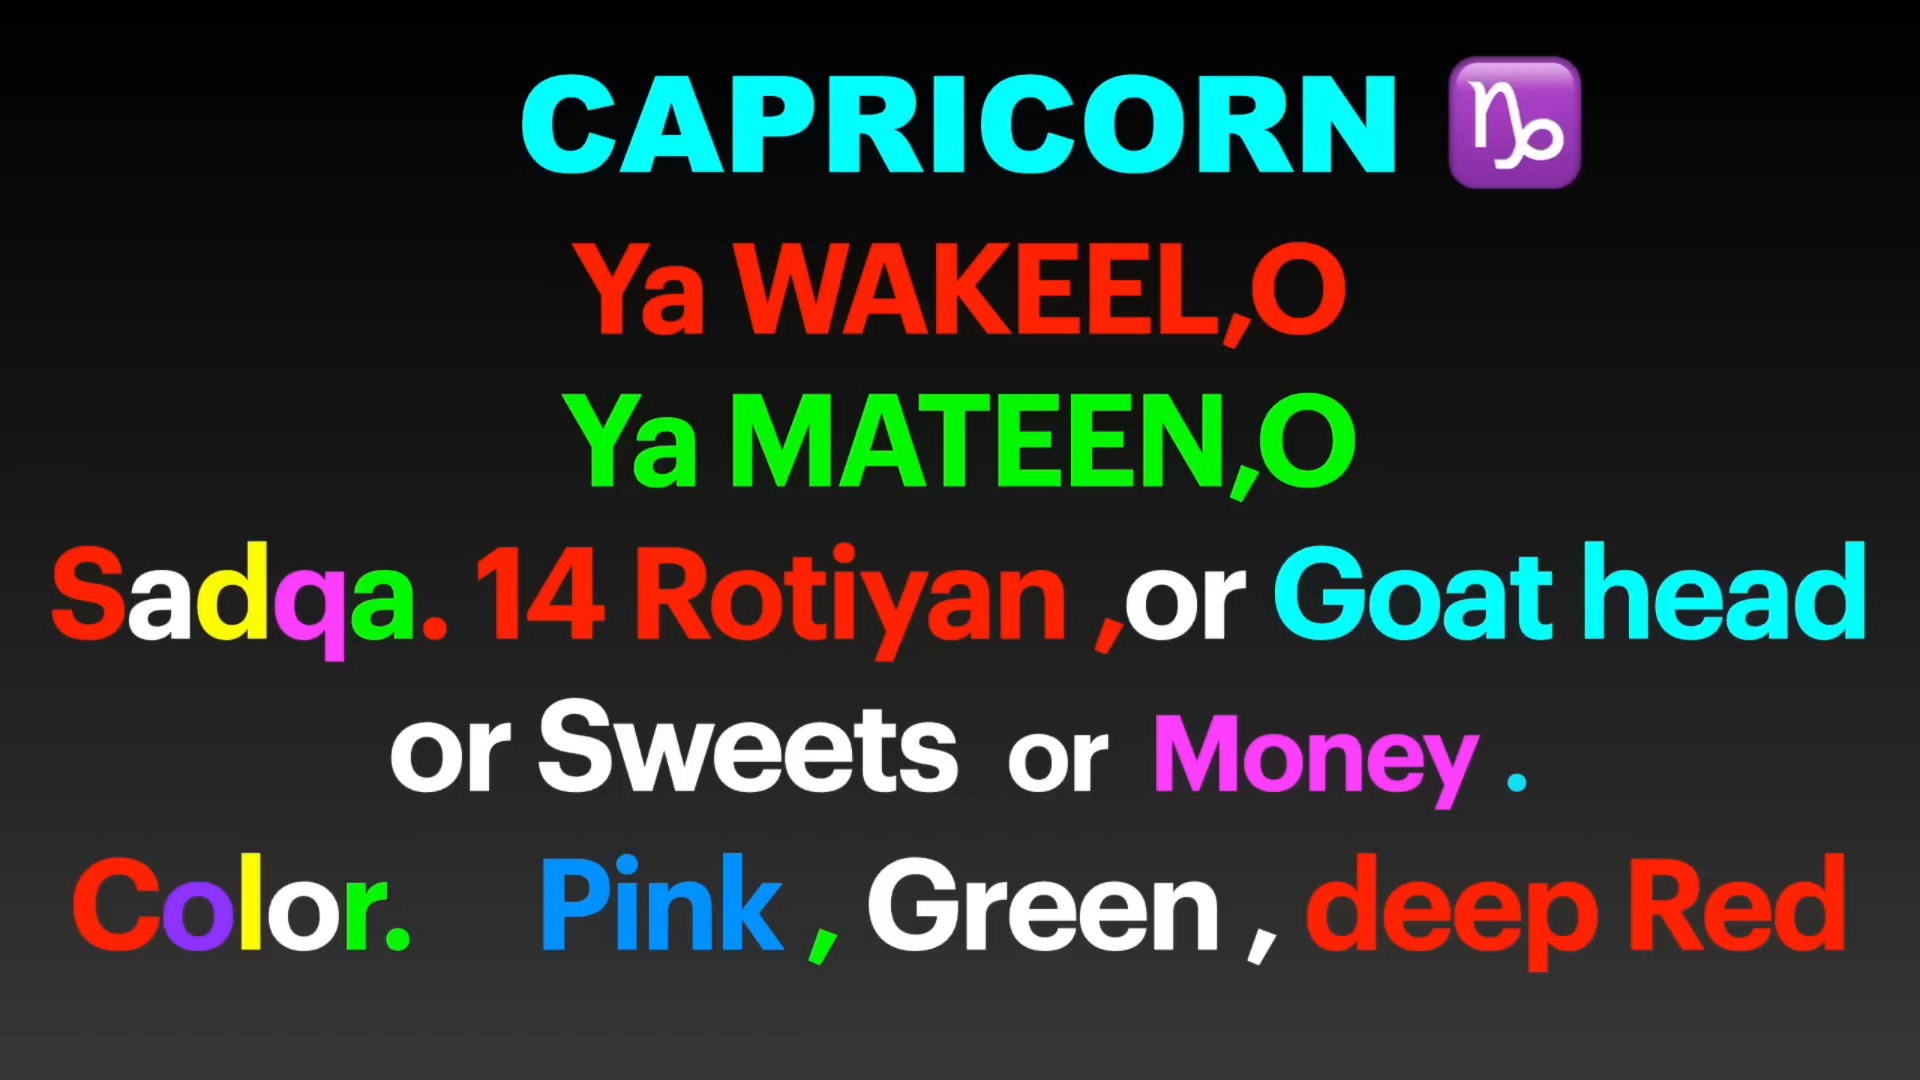 CAPRICORN ♑
Ya WAKEEL,O
Ya MATEEN,O
Sadqa. 14 Rotiyan ,or Goat head
or Sweets or Money .
Color. Pink , Green , deep Red